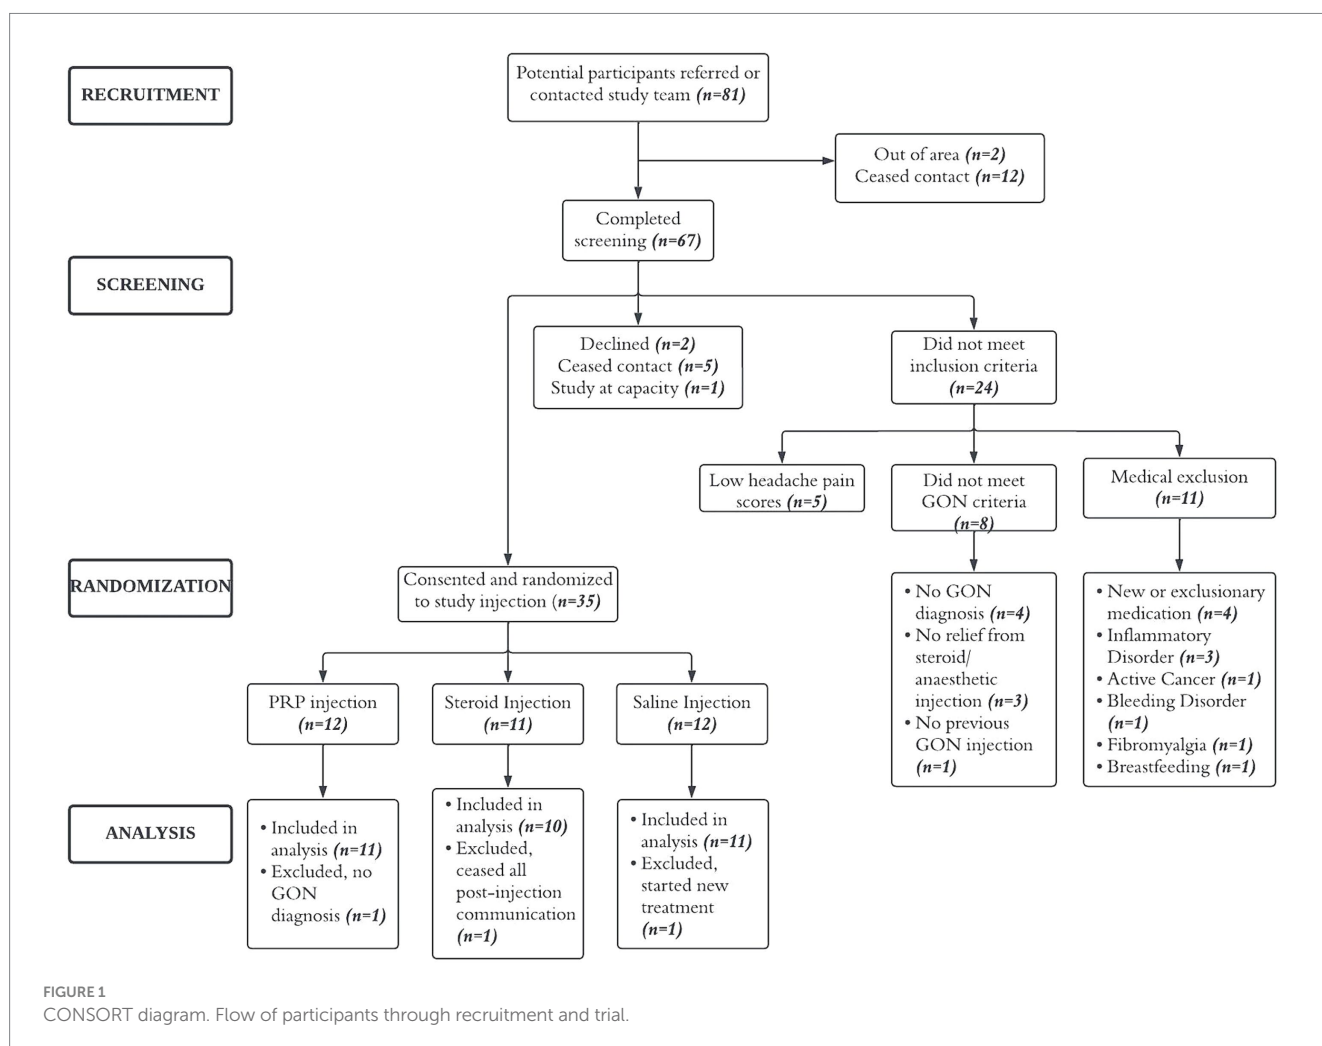 RECRUITMENT
Potential participants referred or
contacted study team (n=81)
Out of area (n=2)
Ceased contact (n=12)
Completed
screening (n=67)
SCREENING
Declined (n=2)
Ceased contact (n=5)
Study at capacity (n=1)
Did not meet
inclusion criteria
(n=24)
Low headache pain
scores (n=5)
Did not meet
GON criteria
(n=8)
Medical exclusion
(n=11)
• No GON
diagnosis (n=4)
• No relief from
steroid/
anaesthetic
injection (n=3)
• No previous
GON injection
(n=1)
• New or exclusionary
medication (n=4)
• Inflammatory
Disorder (n=3)
• Active Cancer (n=1)
• Bleeding Disorder
(n=1)
• Fibromyalgia (n=1)
• Breastfeeding (n=1)
RANDOMIZATION
Consented and randomized
to study injection (n=35)
PRP injection
(n=12)
Steroid Injection
(n=11)
Saline Injection
(n=12)
ANALYSIS
• Included in
analysis (n=11)
• Excluded, no
GON
diagnosis (n=1)
• Included in
analysis (n=10)
• Excluded,
ceased all
post-injection
communication
(n=1)
• Included in
analysis (n=11)
• Excluded,
started new
treatment
(n=1)
FIGURE 1
CONSORT diagram. Flow of participants through recruitment and trial.